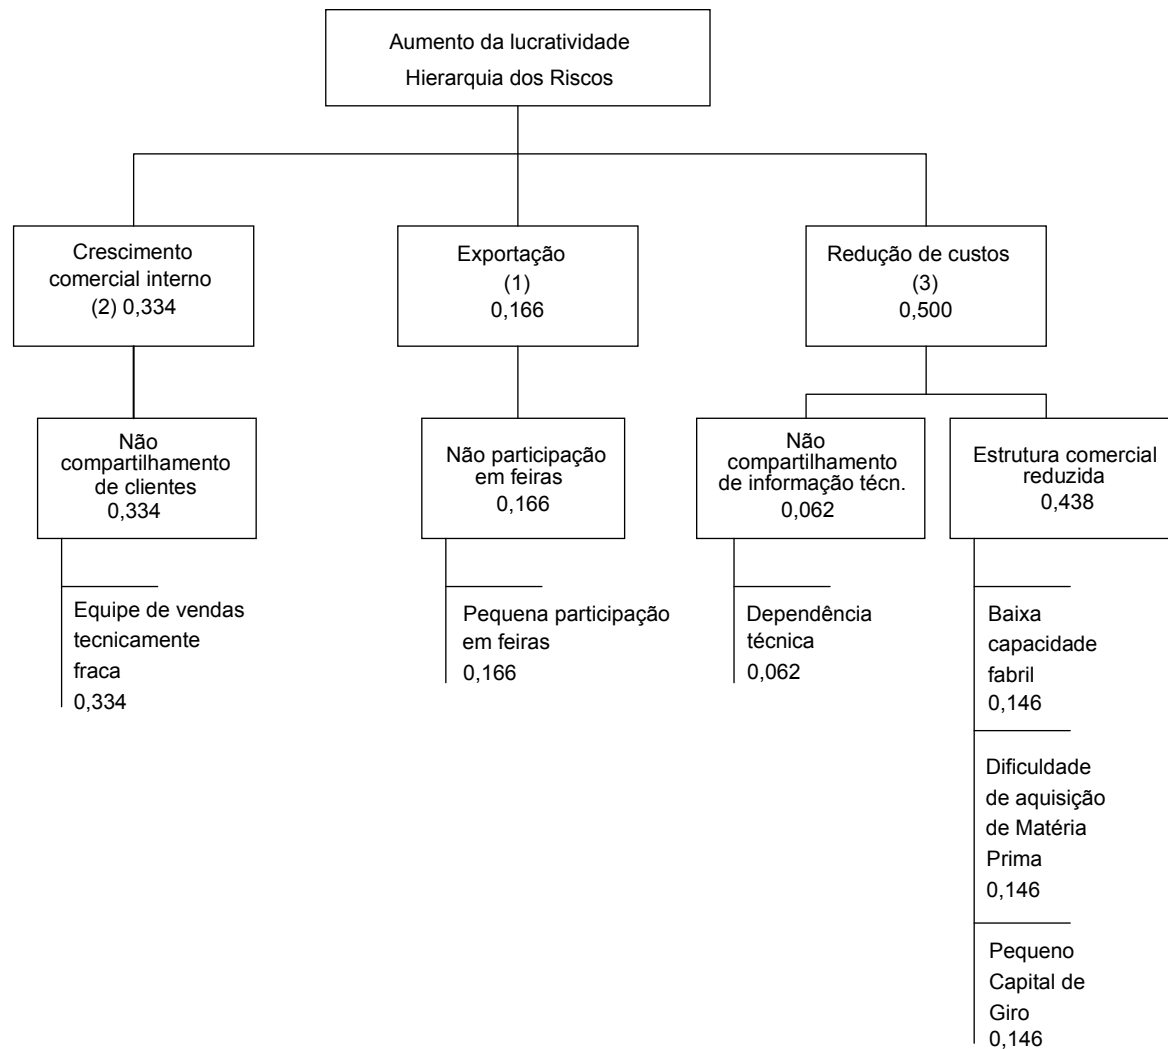 Aumento da lucratividade
Hierarquia dos Riscos
Crescimento
comercial interno
(2) 0,334
Exportação
(1)
0,166
Redução de custos
(3)
0,500
Não
compartilhamento
de clientes
0,334
Não participação
em feiras
0,166
Não
compartilhamento
de informação técn.
0,062
Estrutura comercial
reduzida
0,438
Equipe de vendas
tecnicamente
fraca
0,334
Pequena participação
em feiras
0,166
Dependência
técnica
0,062
Baixa
capacidade
fabril
0,146
Dificuldade
de aquisição
de Matéria
Prima
0,146
Pequeno
Capital de
Giro
0,146